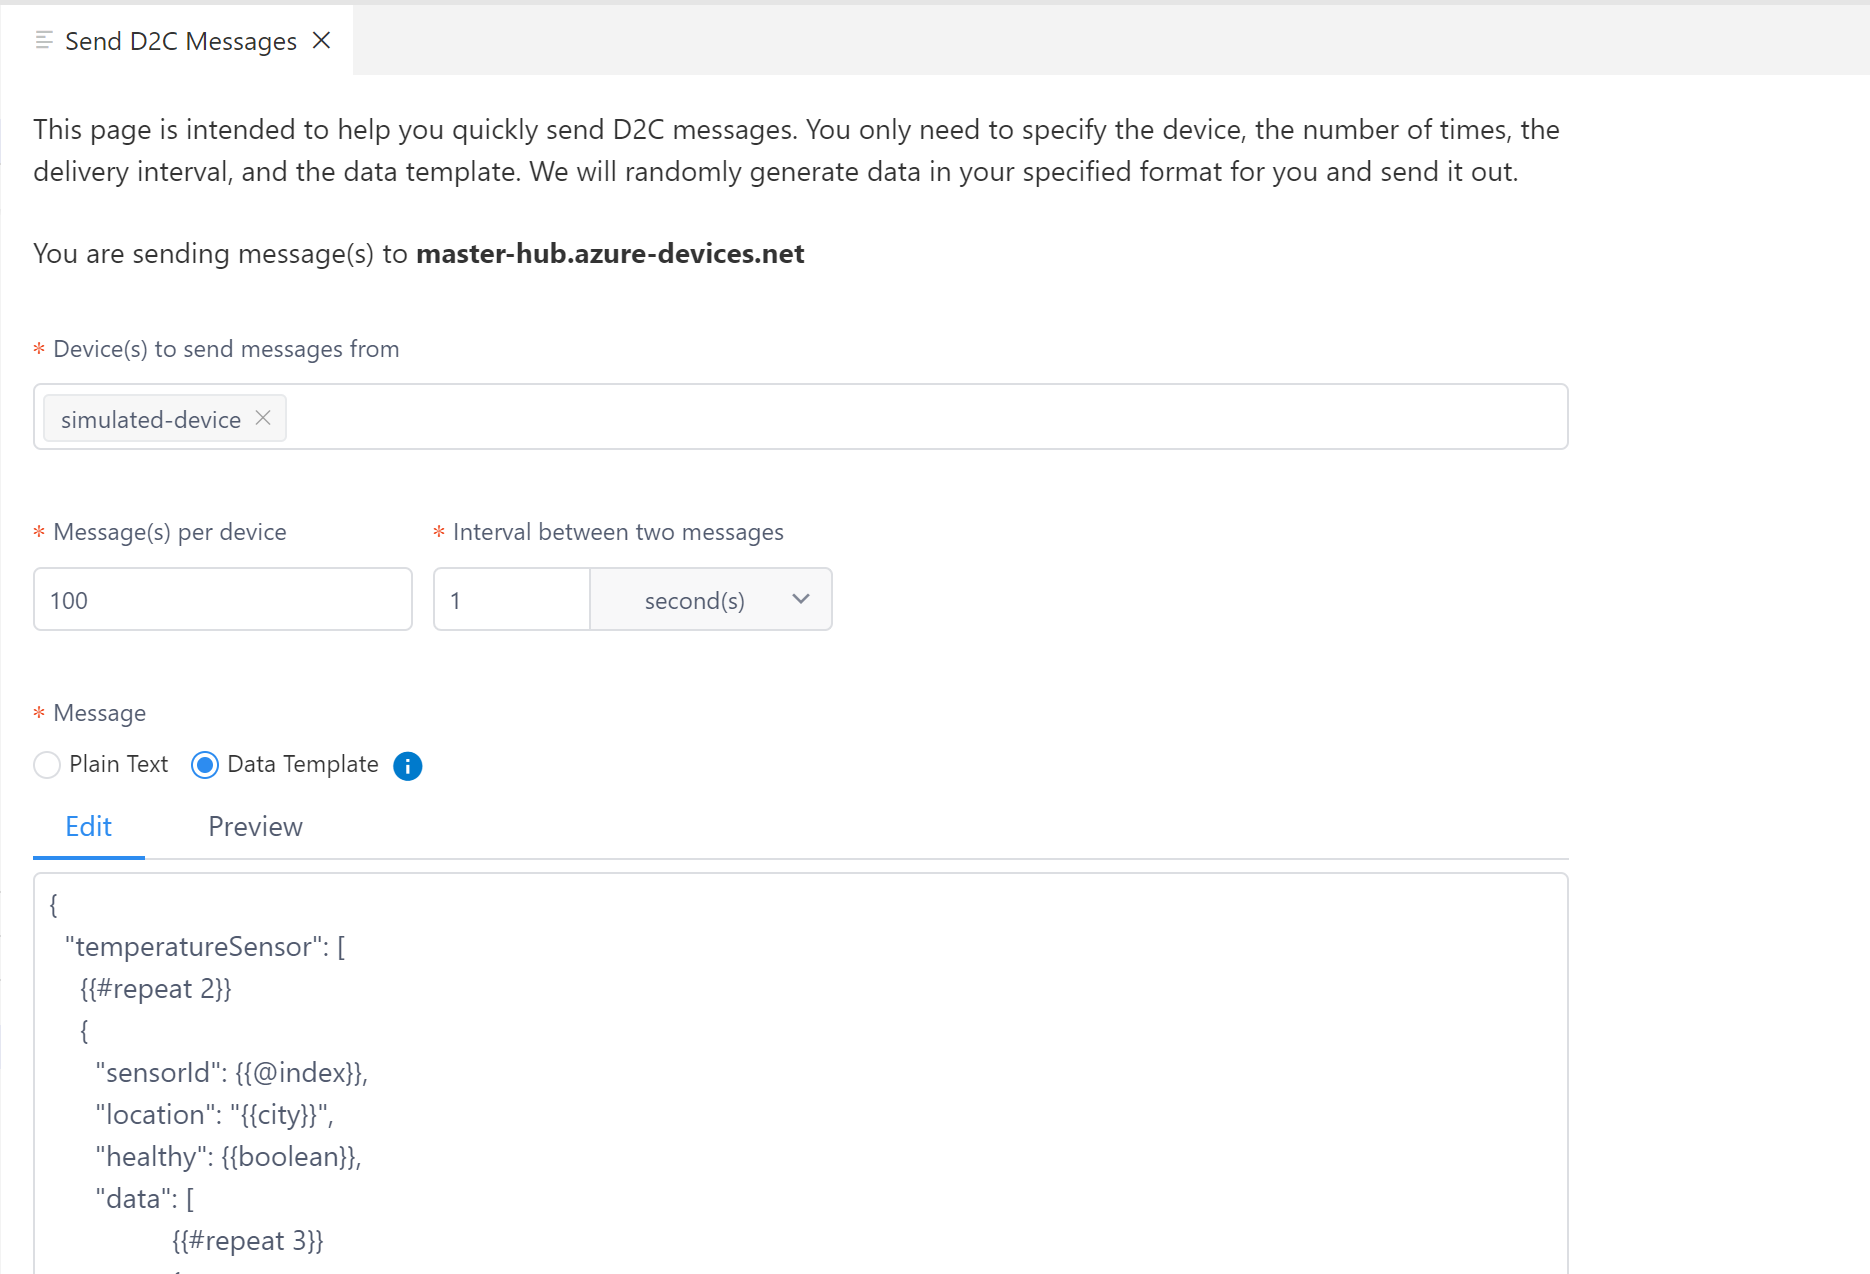 Send D2C Messages
This page is intended to help you quickly send D2C messages. You only need to specify the device, the number of times, the
delivery interval, and the data template. We will randomly generate data in your specified format for you and send it out.
You are sending message(s) to master-hub.azure-devices.net
* Device(s) to send messages from
simulated-device
* Message(s) per device * Interval between two messages
100 1 second(s)
* Message
Plain Text Data Template
Edit Preview
{
"temperatureSensor": [
{{#repeat 2}}
{
"sensorId": {{@index}},
"location": "{{city}}",
"healthy": {{boolean}},
"data": [
{{#repeat 3}}